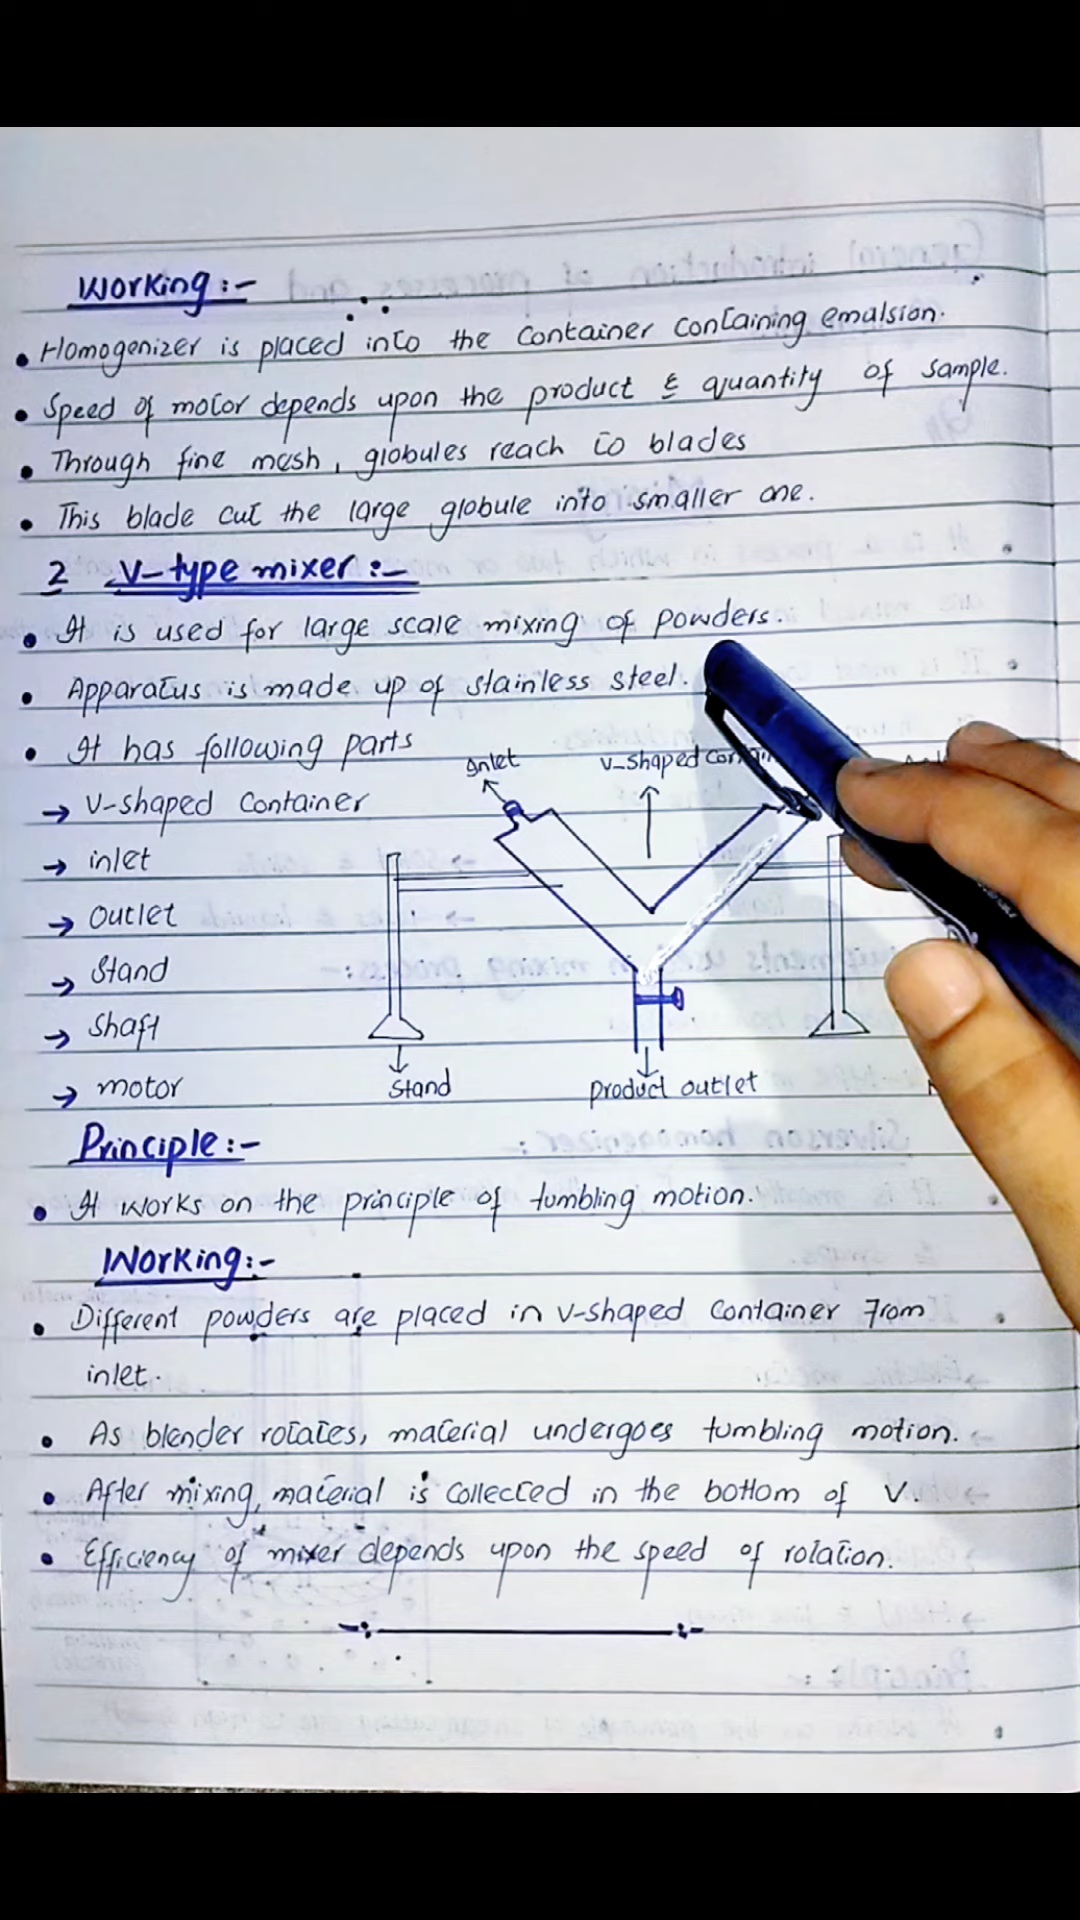 Working :-
• Homogenizer is placed into the container containing emalsion.
• Speed of motor depends upon the product & quantity of sample.
• Through fine mesh, globules reach to blades
• This blade cut the large globule into smaller one.
2 V-type mixer :-
• It is used for large scale mixing of powders.
• Apparatus is made up of stainless steel.
• It has following parts
Inlet V-shaped
→ V-shaped container
→ inlet
→ outlet
→ Stand
→ Shaft
→ motor
Stand Product outlet
Principle :-
• It works on the principle of tumbling motion.
Working :-
• Different powders are placed in V-shaped container from
inlet.
• As blender rotates, material undergoes tumbling motion.
• After mixing, material is collected in the bottom of V.
• Efficiency of mixer depends upon the speed of rotation.